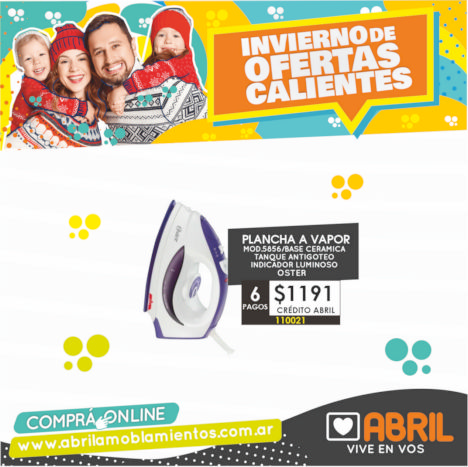 INVIERNO DE
OFERTAS
CALIENTES
Oster
PLANCHA A VAPOR
MOD.5856/BASE CERAMICA
TANQUE ANTIGOTEO
INDICADOR LUMINOSO
OSTER
6
PAGOS
$1191
CRÉDITO ABRIL
110021
COMPRÁ ONLINE
www.abrilamoblamientos.com.ar
ABRIL
VIVE EN VOS